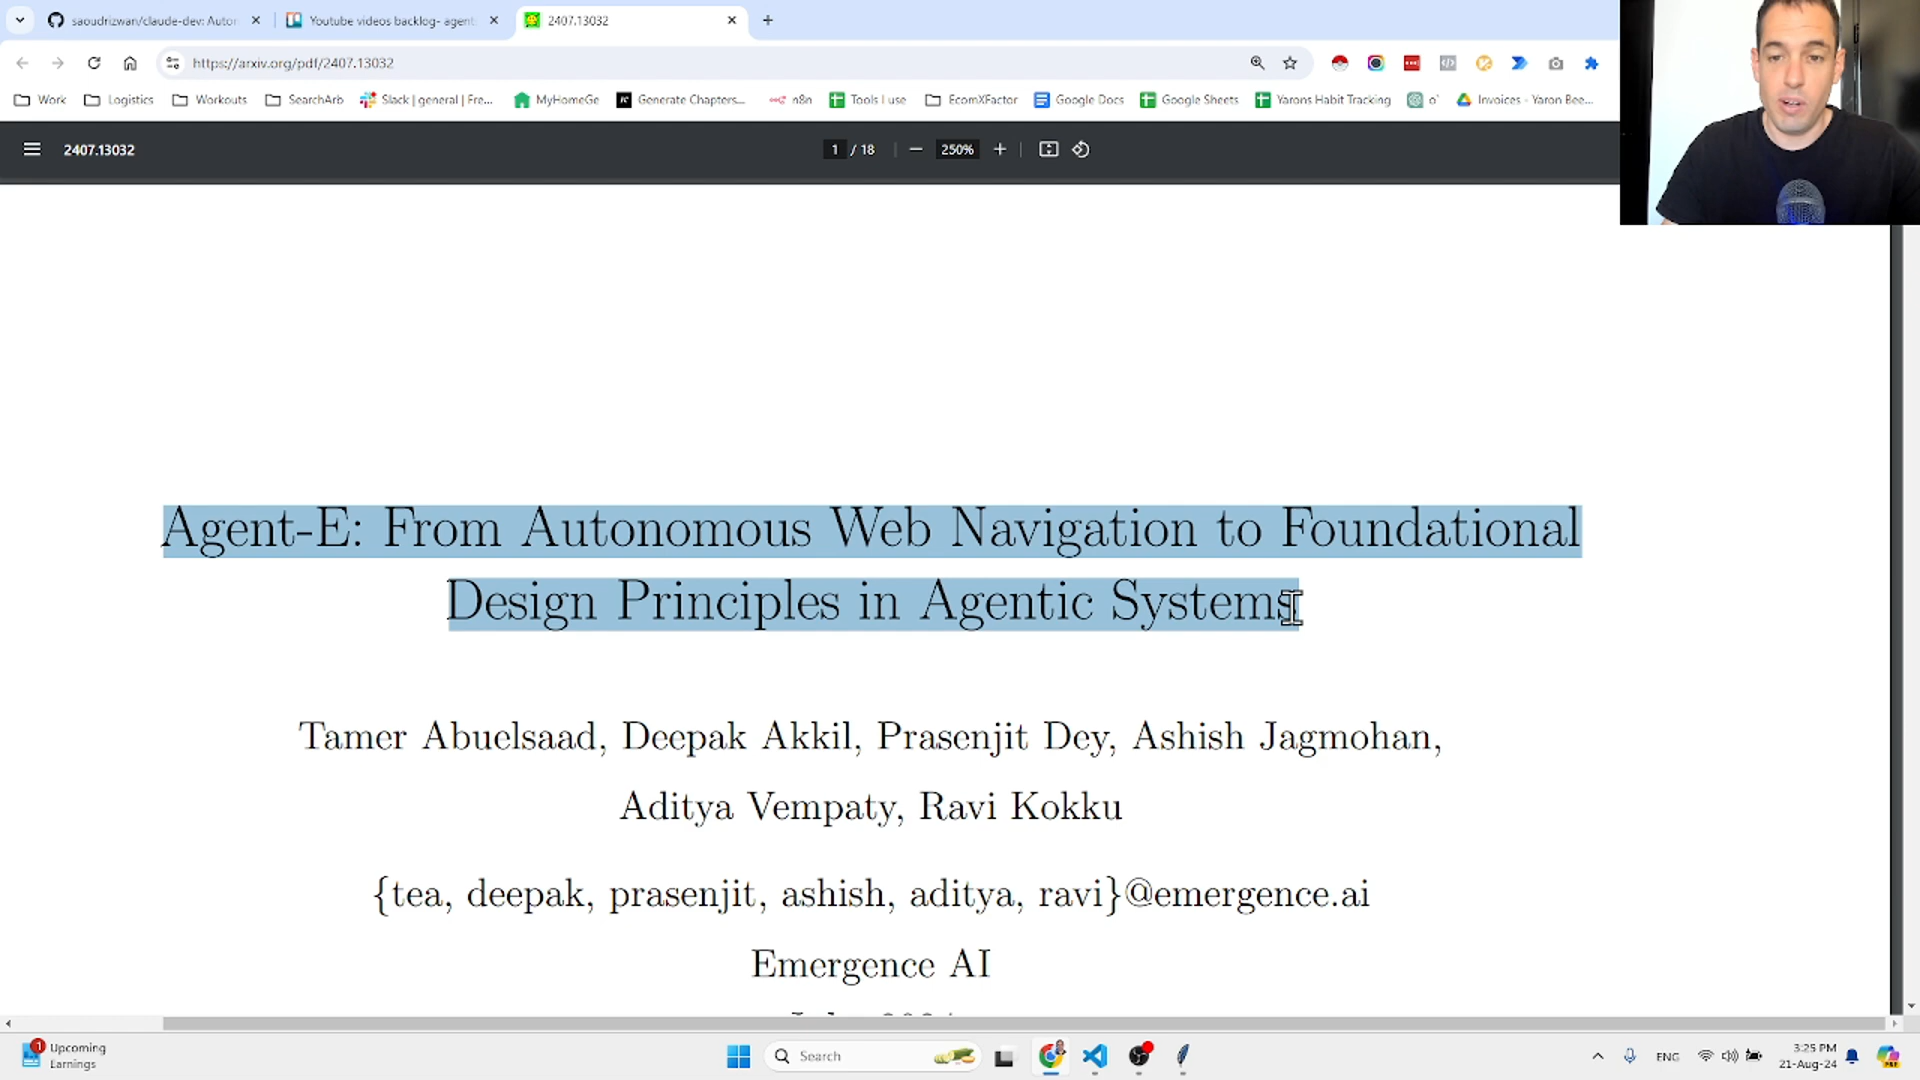 saoudrizwan/claude-dev: Auton
Youtube videos backlog- agent
2407.13032
https://arxiv.org/pdf/2407.13032
Work
Logistics
Workouts
SearchArb
Slack | general | Fre...
MyHomeGe
Generate Chapters...
n8n
Tools I use
EcomXFactor
Google Docs
Google Sheets
Yarons Habit Tracking
Invoices - Yaron Bee...
2407.13032
1 / 18
250%
Agent-E: From Autonomous Web Navigation to Foundational
Design Principles in Agentic Systems
Tamer Abuelsaad, Deepak Akkil, Prasenjit Dey, Ashish Jagmohan,
Aditya Vempaty, Ravi Kokku
{tea, deepak, prasenjit, ashish, aditya, ravi}@emergence.ai
Emergence AI
1
Upcoming
Earnings
Search
ENG
3:25 PM
21-Aug-24